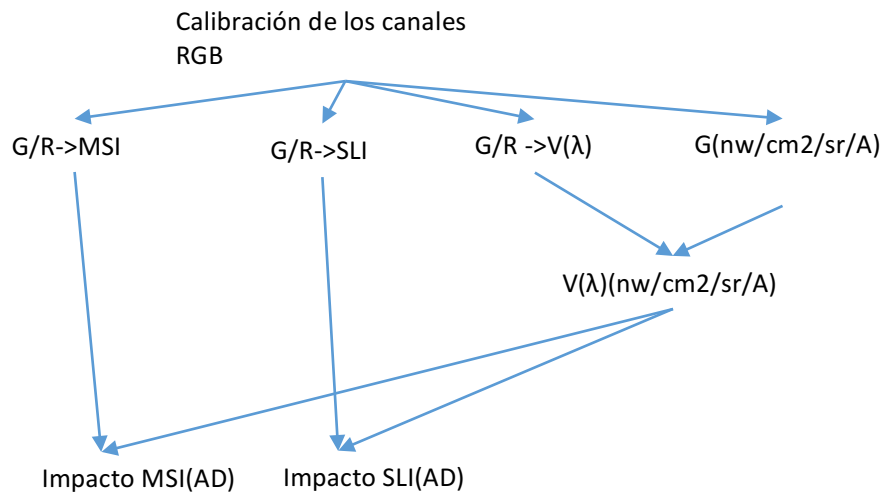 Calibración de los canales
RGB
G/R->MSI
G/R->SLI
G/R ->V(λ)
G(nw/cm2/sr/A)
V(λ)(nw/cm2/sr/A)
Impacto MSI(AD)
Impacto SLI(AD)